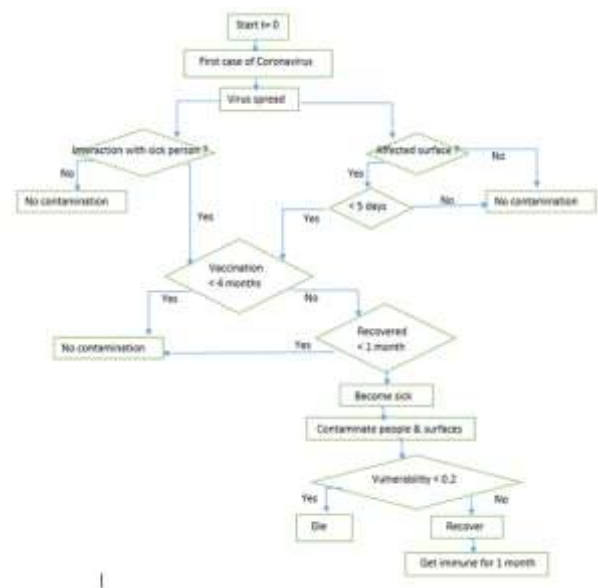 Start t= 0
First case of Coronavirus
Virus spread
Interaction with sick person ?
Affected surface ?
No
No
Yes
No contamination
< 5 days
No
No contamination
Yes
Yes
Vaccination
< 4 months
Yes
No
Recovered
< 1 month
No contamination
Yes
Become sick
Contaminate people & surfaces
Vulnerability < 0.2
Yes
No
Die
Recover
Get immune for 1 month